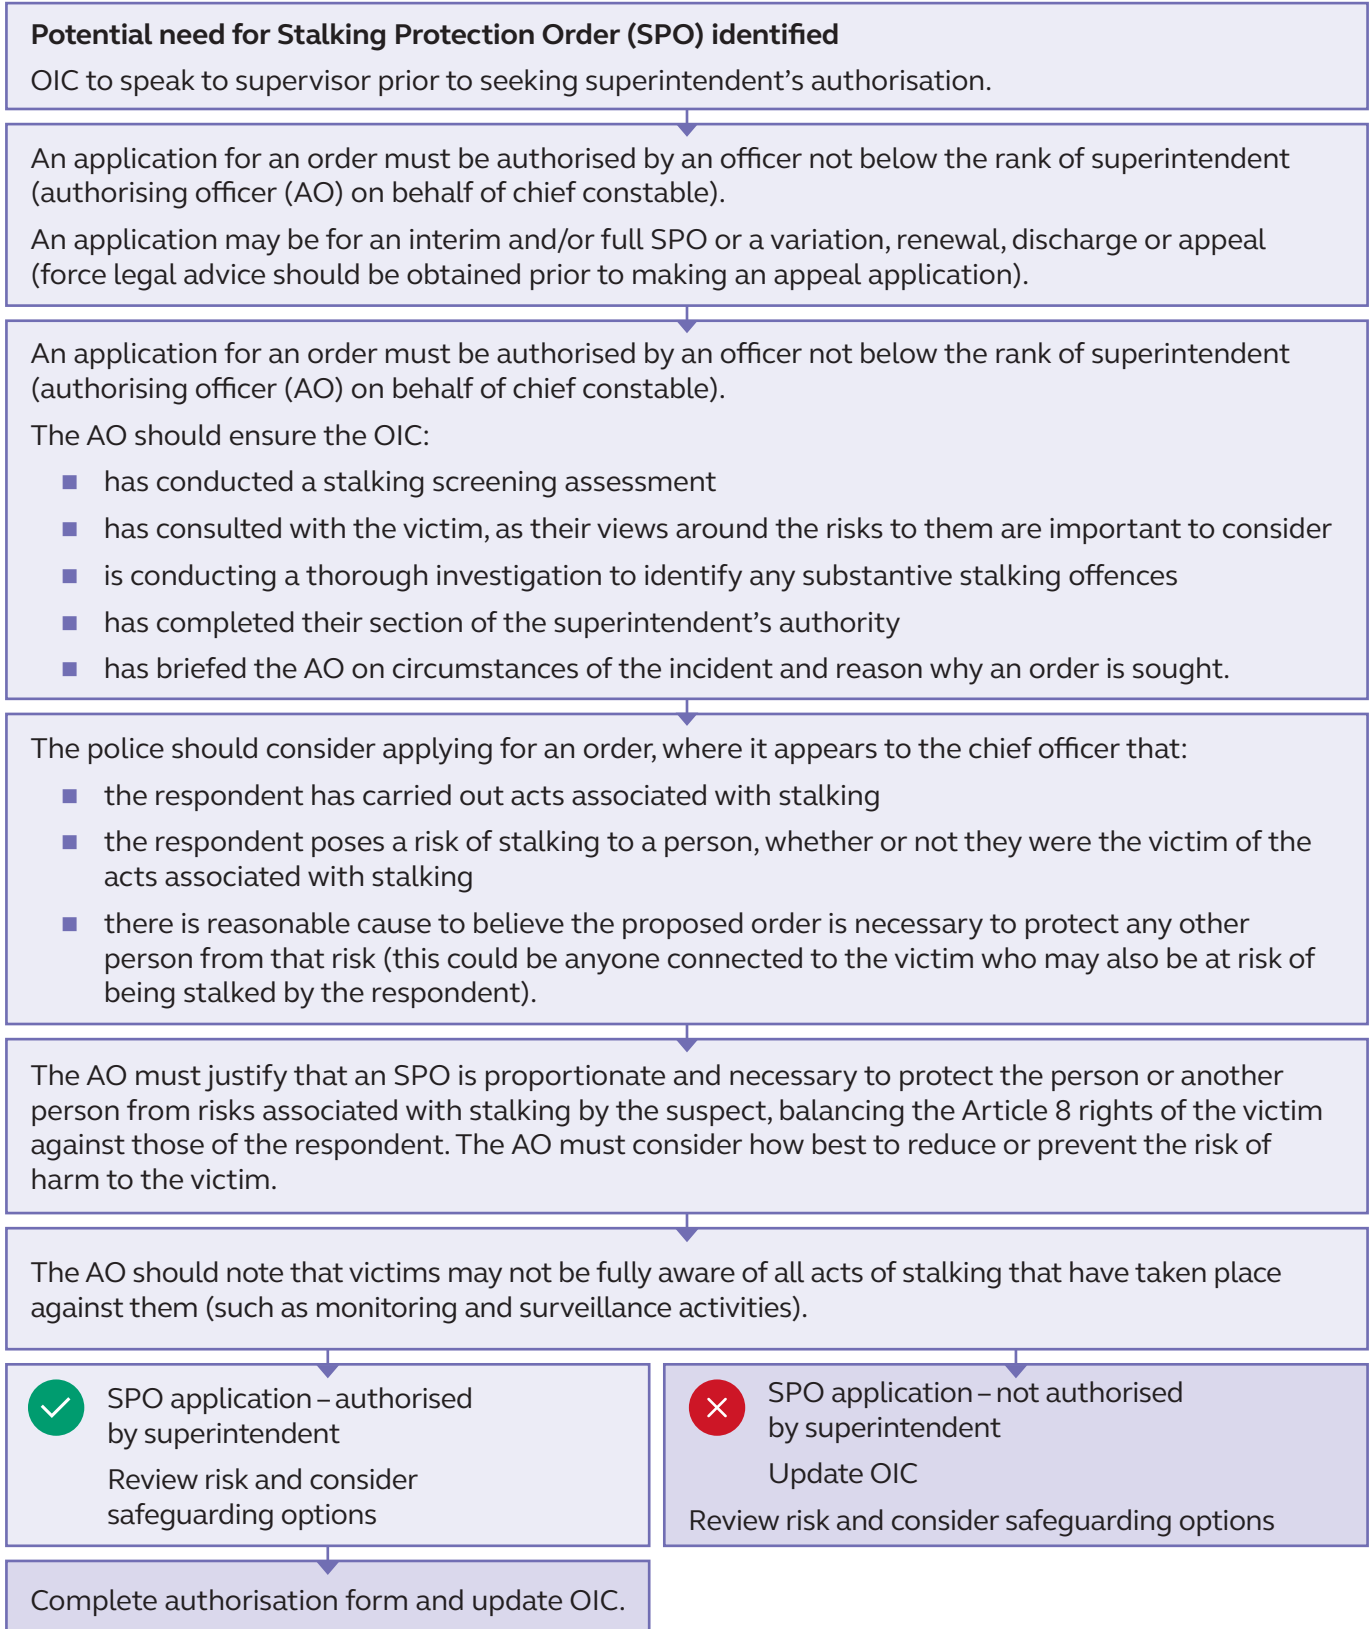 Potential need for Stalking Protection Order (SPO) identified
OIC to speak to supervisor prior to seeking superintendent’s authorisation.
An application for an order must be authorised by an officer not below the rank of superintendent
(authorising officer (AO) on behalf of chief constable).
An application may be for an interim and/or full SPO or a variation, renewal, discharge or appeal
(force legal advice should be obtained prior to making an appeal application).
An application for an order must be authorised by an officer not below the rank of superintendent
(authorising officer (AO) on behalf of chief constable).
The AO should ensure the OIC:
■ has conducted a stalking screening assessment
■ has consulted with the victim, as their views around the risks to them are important to consider
■ is conducting a thorough investigation to identify any substantive stalking offences
■ has completed their section of the superintendent’s authority
■ has briefed the AO on circumstances of the incident and reason why an order is sought.
The police should consider applying for an order, where it appears to the chief officer that:
■ the respondent has carried out acts associated with stalking
■ the respondent poses a risk of stalking to a person, whether or not they were the victim of the
acts associated with stalking
■ there is reasonable cause to believe the proposed order is necessary to protect any other
person from that risk (this could be anyone connected to the victim who may also be at risk of
being stalked by the respondent).
The AO must justify that an SPO is proportionate and necessary to protect the person or another
person from risks associated with stalking by the suspect, balancing the Article 8 rights of the victim
against those of the respondent. The AO must consider how best to reduce or prevent the risk of
harm to the victim.
The AO should note that victims may not be fully aware of all acts of stalking that have taken place
against them (such as monitoring and surveillance activities).
SPO application – authorised
by superintendent
Review risk and consider
safeguarding options
SPO application – not authorised
by superintendent
Update OIC
Review risk and consider safeguarding options
Complete authorisation form and update OIC.